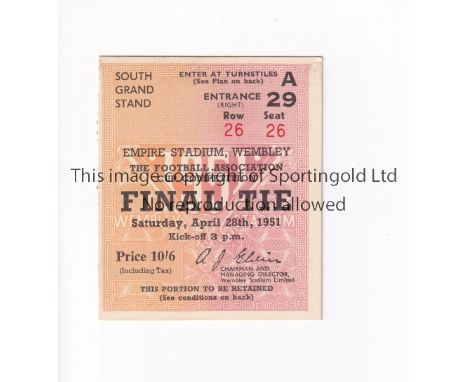 SOUTH GRAND STAND
ENTER AT TURNSTILES
(See Plan on back)
A
ENTRANCE
(RIGHT)
29
Row
26
Seat
26
EMPIRE STADIUM, WEMBLEY
THE FOOTBALL ASSOCIATION
This image copyright of Sportingold Ltd
No reproduction allowed
FINAL TIE
Saturday, April 28th, 1951
Kick-off 3 p.m.
Price 10/6
(Including Tax)
A J Elvin
CHAIRMAN AND
MANAGING DIRECTOR,
Wembley Stadium Limited
THIS PORTION TO BE RETAINED
(See conditions on back)